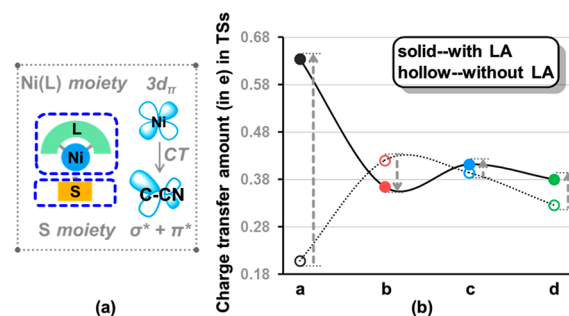 Ni(L) moiety
3dπ
L
Ni
Ni
CT
S
C-CN
S moiety
σ* + π*
(a)
Charge transfer amount (in e) in TSs
0.68
0.58
0.48
0.38
0.28
0.18
solid--with LA
hollow--without LA
a
b
c
d
(b)